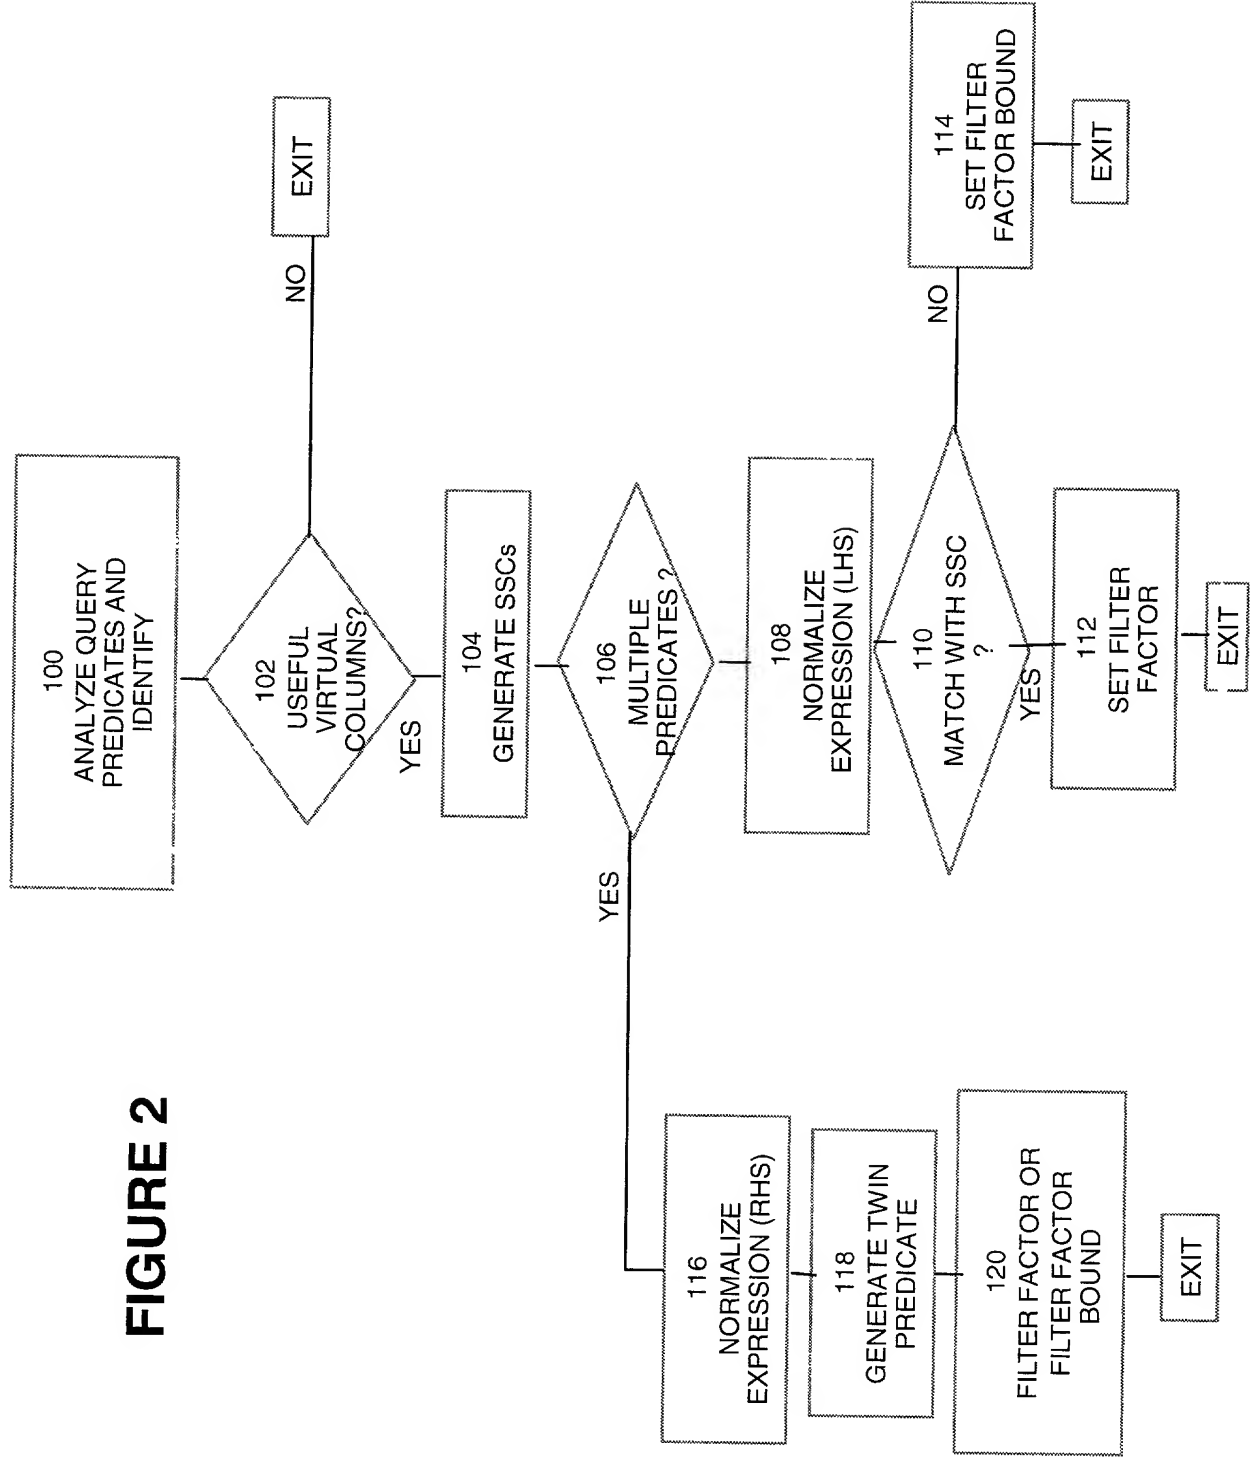 FIGURE 2
100
ANALYZE QUERY
PREDICATES AND
IDENTIFY
102
USEFUL
VIRTUAL
COLUMNS?
NO
EXIT
YES
104
GENERATE SSCs
106
MULTIPLE
PREDICATES ?
YES
108
NORMALIZE
EXPRESSION (LHS)
110
MATCH WITH SSC
?
NO
114
SET FILTER
FACTOR BOUND
EXIT
YES
112
SET FILTER
FACTOR
EXIT
116
NORMALIZE
EXPRESSION (RHS)
118
GENERATE TWIN
PREDICATE
120
FILTER FACTOR OR
FILTER FACTOR
BOUND
EXIT